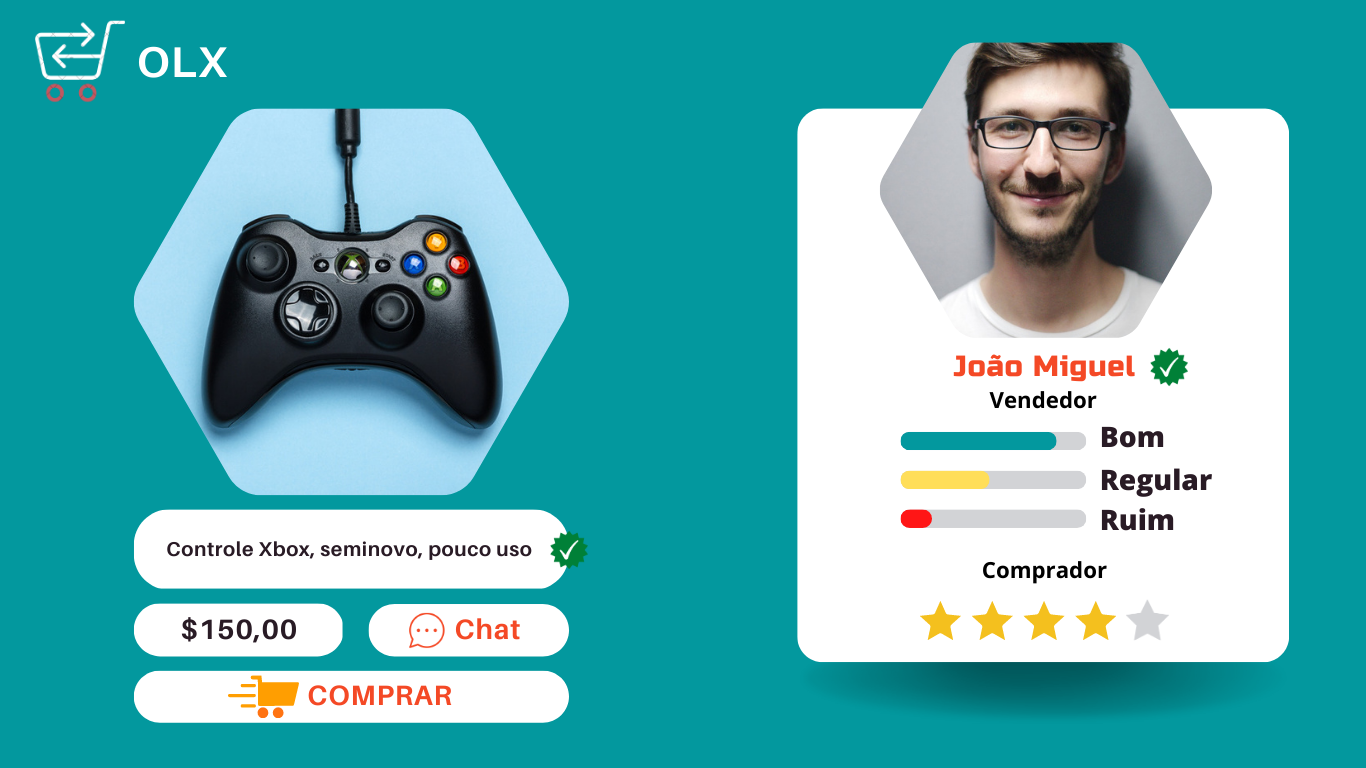 OLX
Controle Xbox, seminovo, pouco uso
$150,00
Chat
COMPRAR
João Miguel
Vendedor
Bom
Regular
Ruim
Comprador